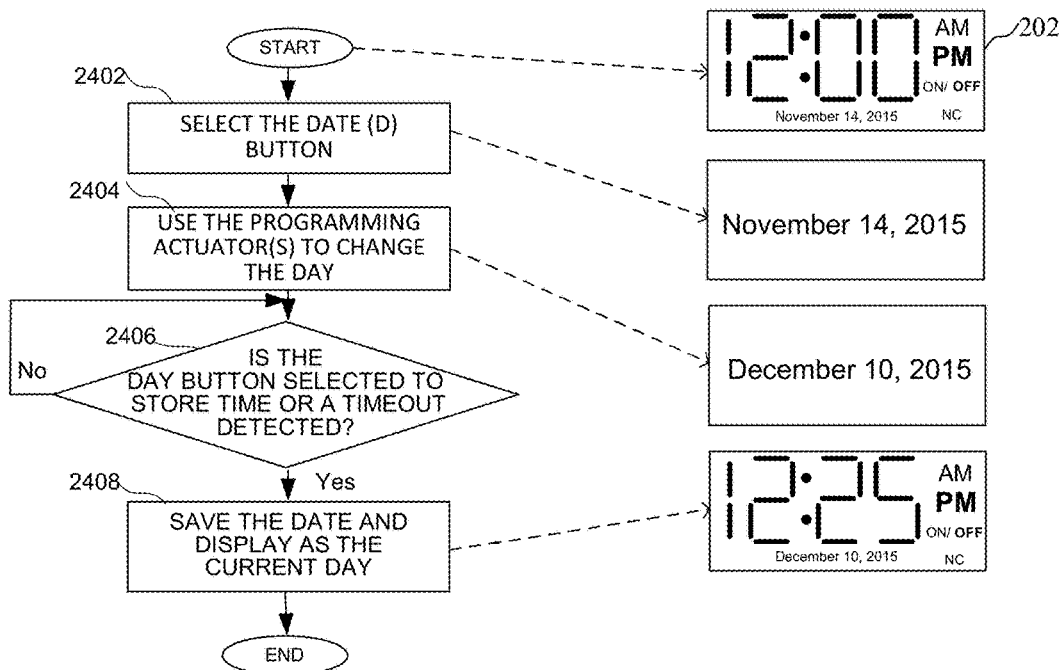 START
12:00
AM
PM
ON/ OFF
November 14, 2015
NC
202
2402
SELECT THE DATE (D)
BUTTON
November 14, 2015
2404
USE THE PROGRAMMING
ACTUATOR(S) TO CHANGE
THE DAY
December 10, 2015
2406
No
IS THE
DAY BUTTON SELECTED TO
STORE TIME OR A TIMEOUT
DETECTED?
Yes
2408
SAVE THE DATE AND
DISPLAY AS THE
CURRENT DAY
12:25
AM
PM
ON/ OFF
December 10, 2015
NC
END